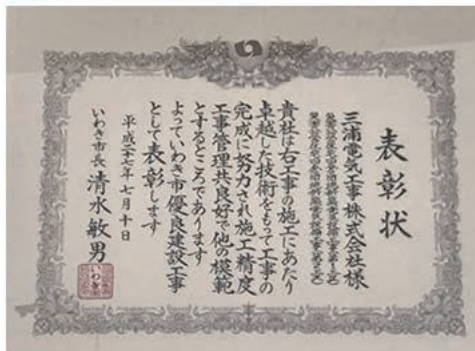 表彰状
三浦電気工事株式会社様
貴社は右工事の施工にあたり
卓越した技術をもって工事の
完成に努力され施工精度
工事管理共良好で他の模範
とするところであります
よっていわき市優良建設工事
として表彰します
平成二十七年七月十日
いわき市長 清水敏男